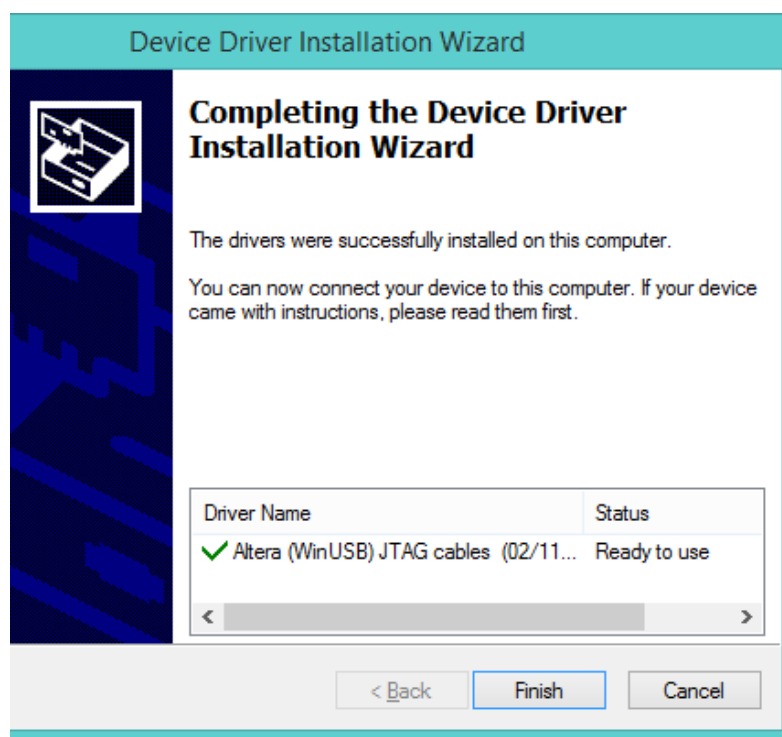 Device Driver Installation Wizard
Completing the Device Driver
Installation Wizard
The drivers were successfully installed on this computer.
You can now connect your device to this computer. If your device
came with instructions, please read them first.
Driver Name Status
Altera (WinUSB) JTAG cables (02/11... Ready to use
< Back Finish Cancel